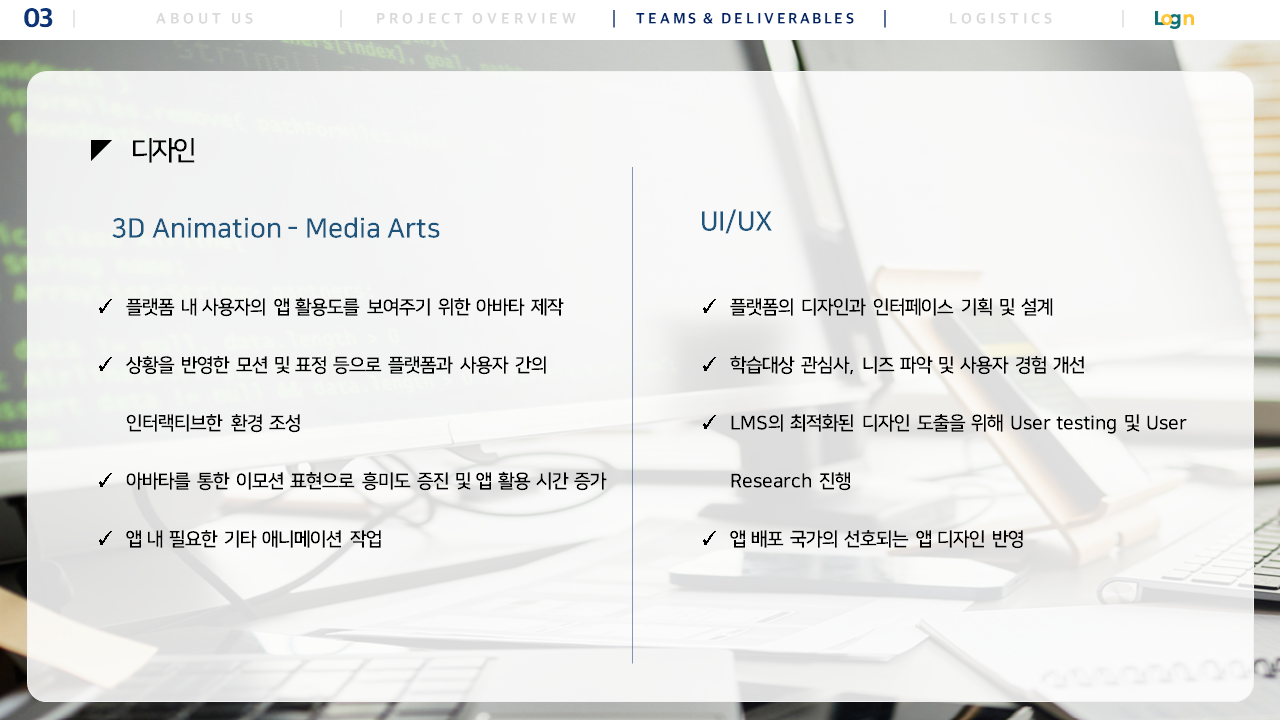 03
ABOUT US
PROJECT OVERVIEW
TEAMS & DELIVERABLES
LOGISTICS
Login
디자인
3D Animation - Media Arts
✓ 플랫폼 내 사용자의 앱 활용도를 보여주기 위한 아바타 제작
✓ 상황을 반영한 모션 및 표정 등으로 플랫폼과 사용자 간의
인터랙티브한 환경 조성
✓ 아바타를 통한 이모션 표현으로 흥미도 증진 및 앱 활용 시간 증가
✓ 앱 내 필요한 기타 애니메이션 작업
UI/UX
✓ 플랫폼의 디자인과 인터페이스 기획 및 설계
✓ 학습대상 관심사, 니즈 파악 및 사용자 경험 개선
✓ LMS의 최적화된 디자인 도출을 위해 User testing 및 User
Research 진행
✓ 앱 배포 국가의 선호되는 앱 디자인 반영